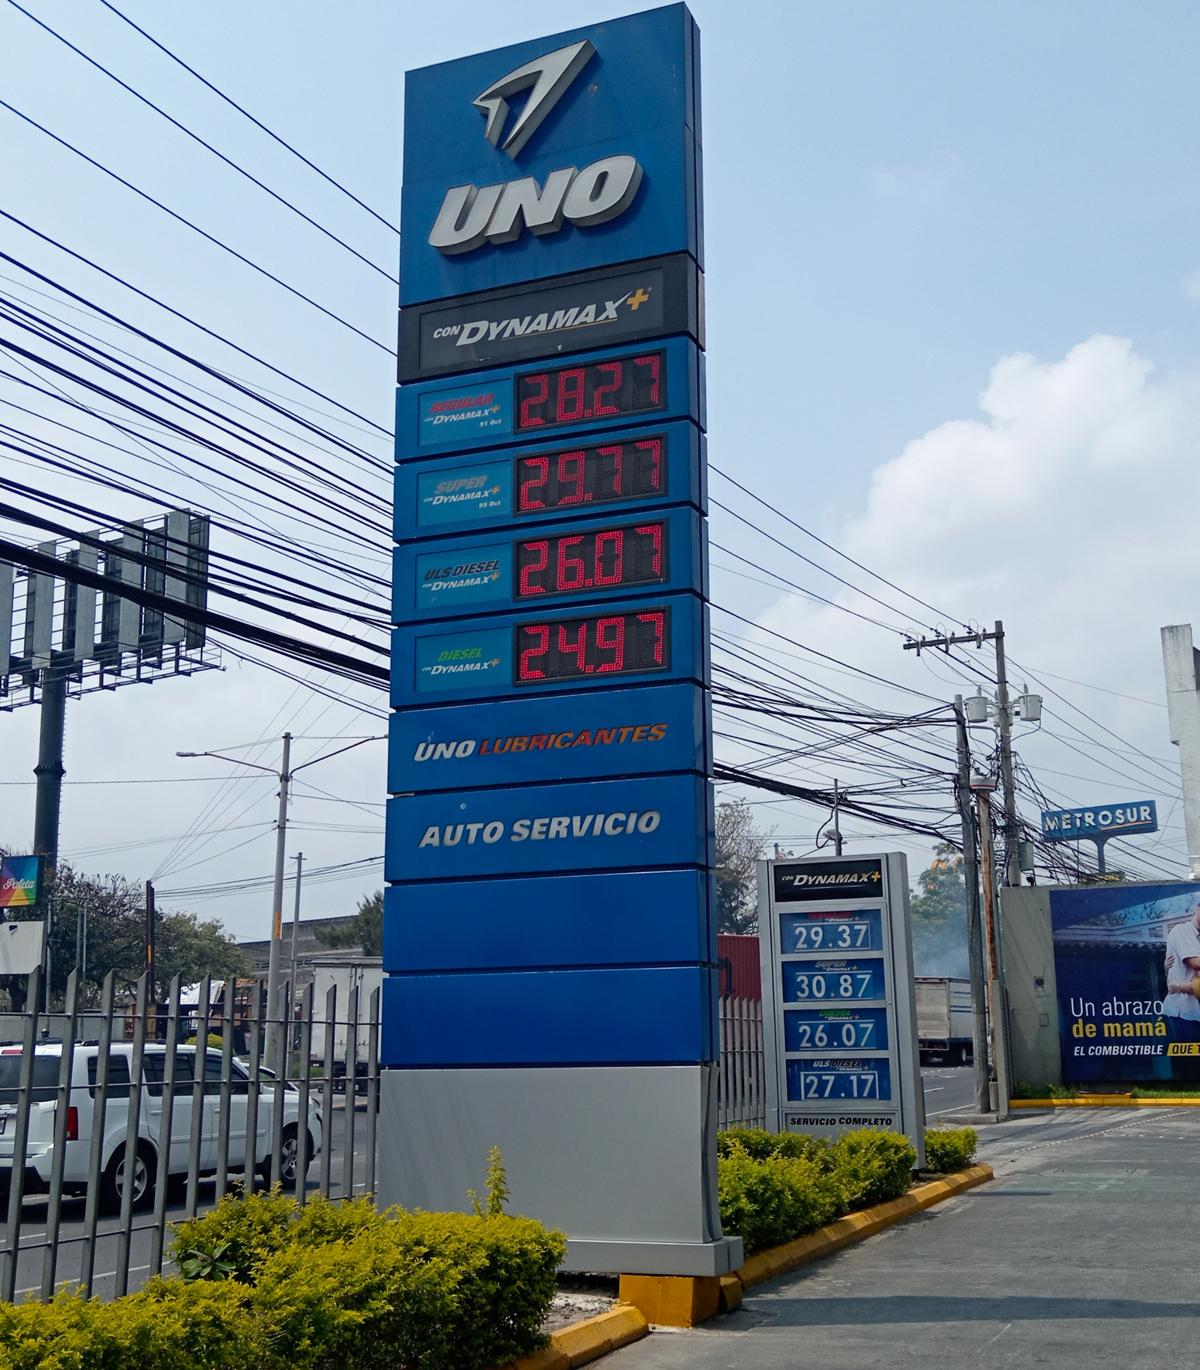 UNO
CON DYNAMAX+
REGULAR
CON DYNAMAX+
91 Oct
28.27
SUPER
CON DYNAMAX+
95 Oct
29.77
ULS DIESEL
CON DYNAMAX+
26.07
DIESEL
CON DYNAMAX+
24.97
UNO LUBRICANTES
AUTO SERVICIO
CON DYNAMAX+
29.37
SUPER
DYNAMAX+
30.87
DIESEL
DYNAMAX+
26.07
ULS DIESEL
DYNAMAX+
27.17
SERVICIO COMPLETO
METROSUR
Un abrazo
de mamá
EL COMBUSTIBLE QUE
Paleta